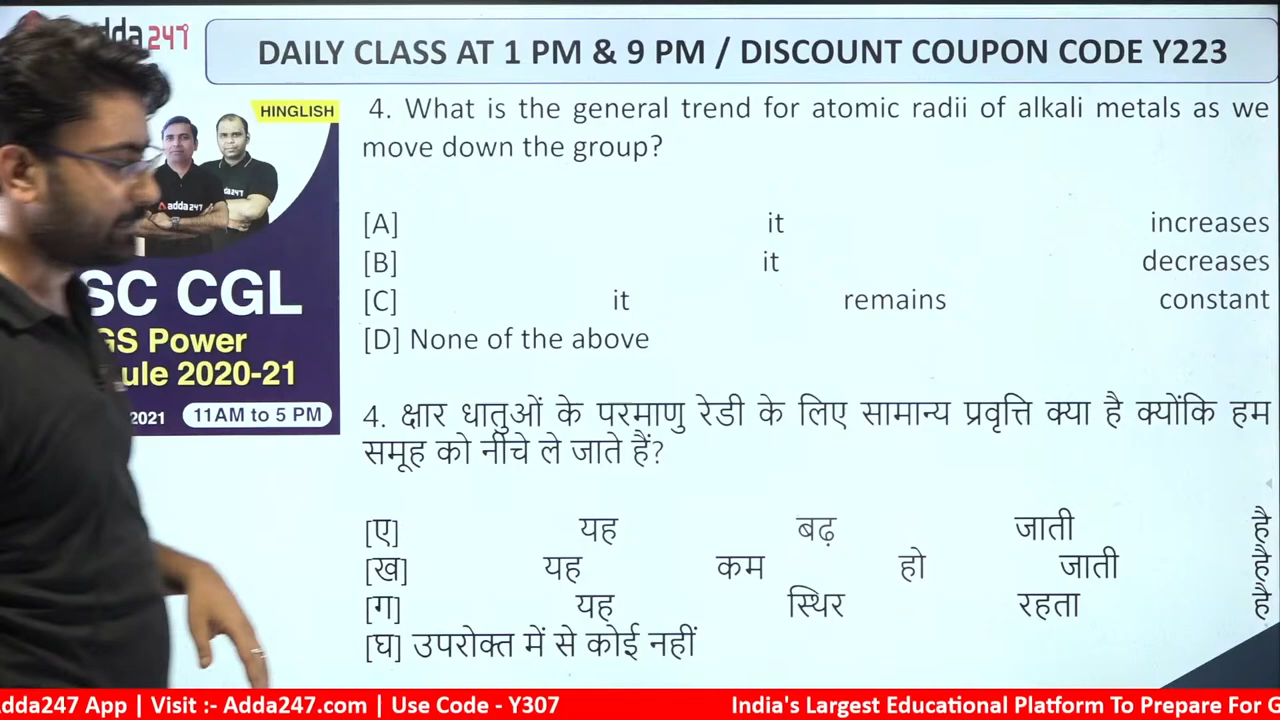 dda247
DAILY CLASS AT 1 PM & 9 PM / DISCOUNT COUPON CODE Y223
HINGLISH
adda247
adda247
SC CGL
GS Power
ule 2020-21
2021 11AM to 5 PM
4. What is the general trend for atomic radii of alkali metals as we
move down the group?
[A] it increases
[B] it decreases
[C] it remains constant
[D] None of the above
4. क्षार धातुओं के परमाणु रेडी के लिए सामान्य प्रवृत्ति क्या है क्योंकि हम
समूह को नीचे ले जाते हैं?
[ए] यह बढ़ जाती है
[ख] यह कम हो जाती है
[ग] यह स्थिर रहता है
[घ] उपरोक्त में से कोई नहीं
dda247 App | Visit :- Adda247.com | Use Code - Y307
India's Largest Educational Platform To Prepare For G